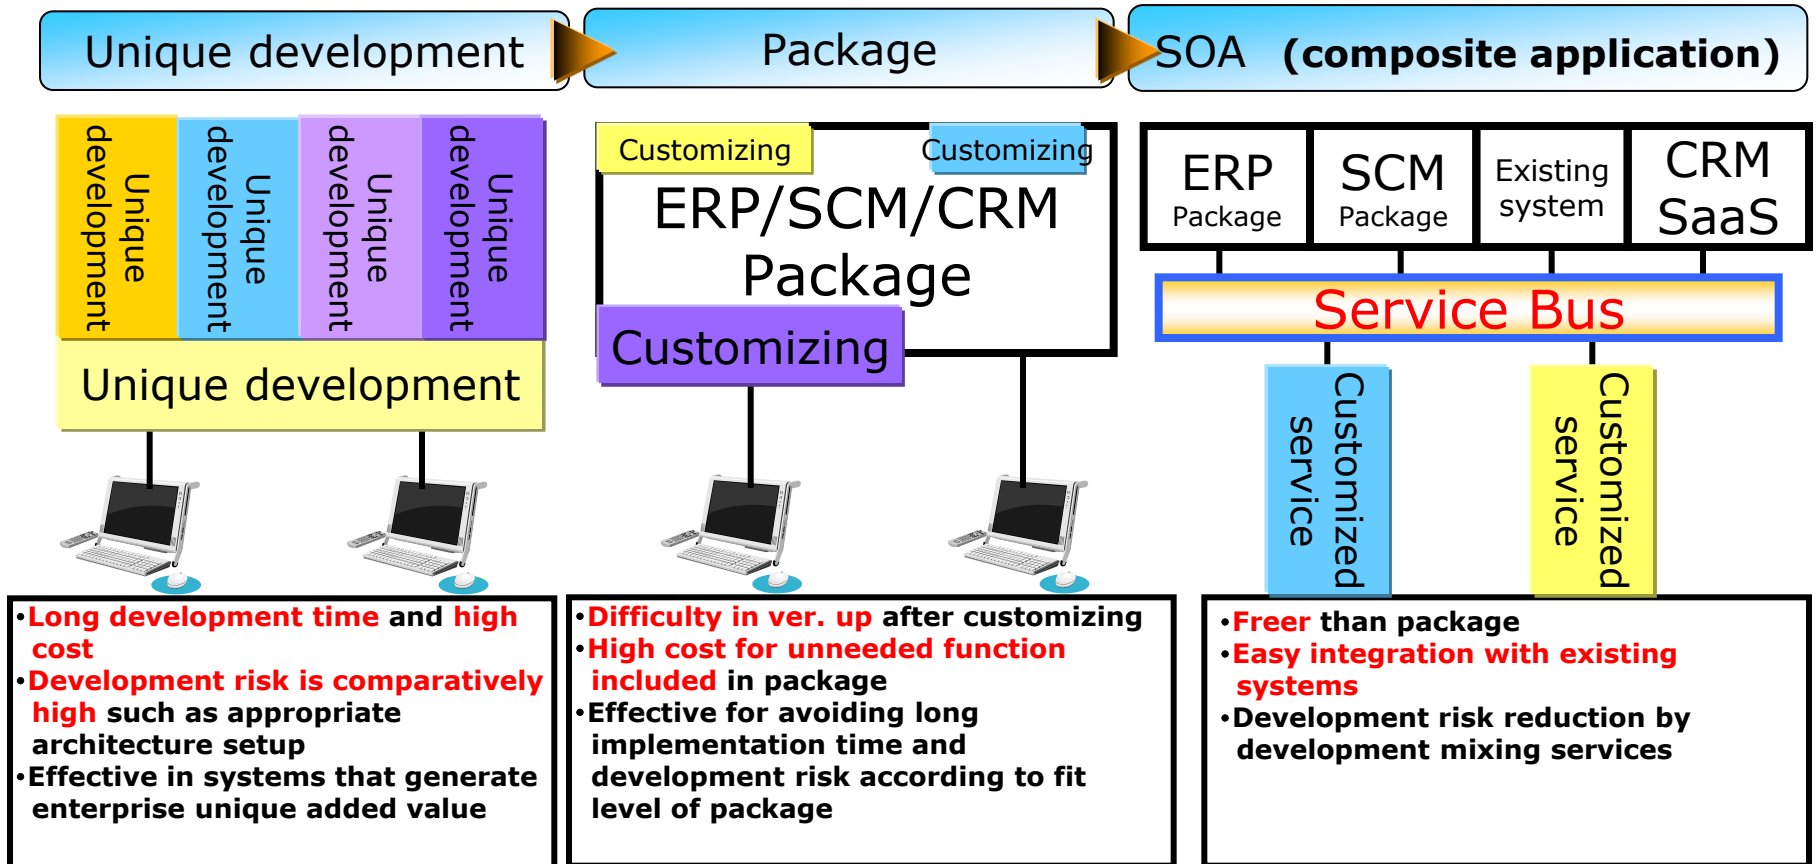 Unique development
Package
SOA (composite application)
Unique
development
Unique
development
Unique
development
Unique
development
Unique development
Customizing
Customizing
ERP/SCM/CRM
Package
Customizing
ERP
Package
SCM
Package
Existing
system
CRM
SaaS
Service Bus
Customized
service
Customized
service
•Long development time and high
cost
•Development risk is comparatively
high such as appropriate
architecture setup
•Effective in systems that generate
enterprise unique added value
•Difficulty in ver. up after customizing
•High cost for unneeded function
included in package
•Effective for avoiding long
implementation time and
development risk according to fit
level of package
•Freer than package
•Easy integration with existing
systems
•Development risk reduction by
development mixing services